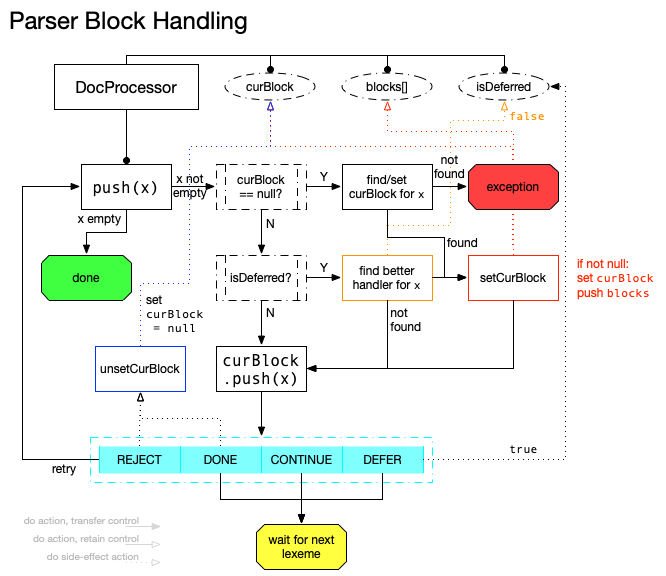 Parser Block Handling
DocProcessor
curBlock
blocks[]
isDeferred
false
push(x)
x not
empty
curBlock
== null?
Y
find/set
curBlock for x
not
found
exception
x empty
N
found
done
isDeferred?
Y
find better
handler for x
setCurBlock
if not null:
set curBlock
push blocks
set
curBlock
= null
N
not
found
unsetCurBlock
curBlock
.push(x)
true
REJECT
DONE
CONTINUE
DEFER
retry
do action, transfer control
do action, retain control
do side-effect action
wait for next
lexeme